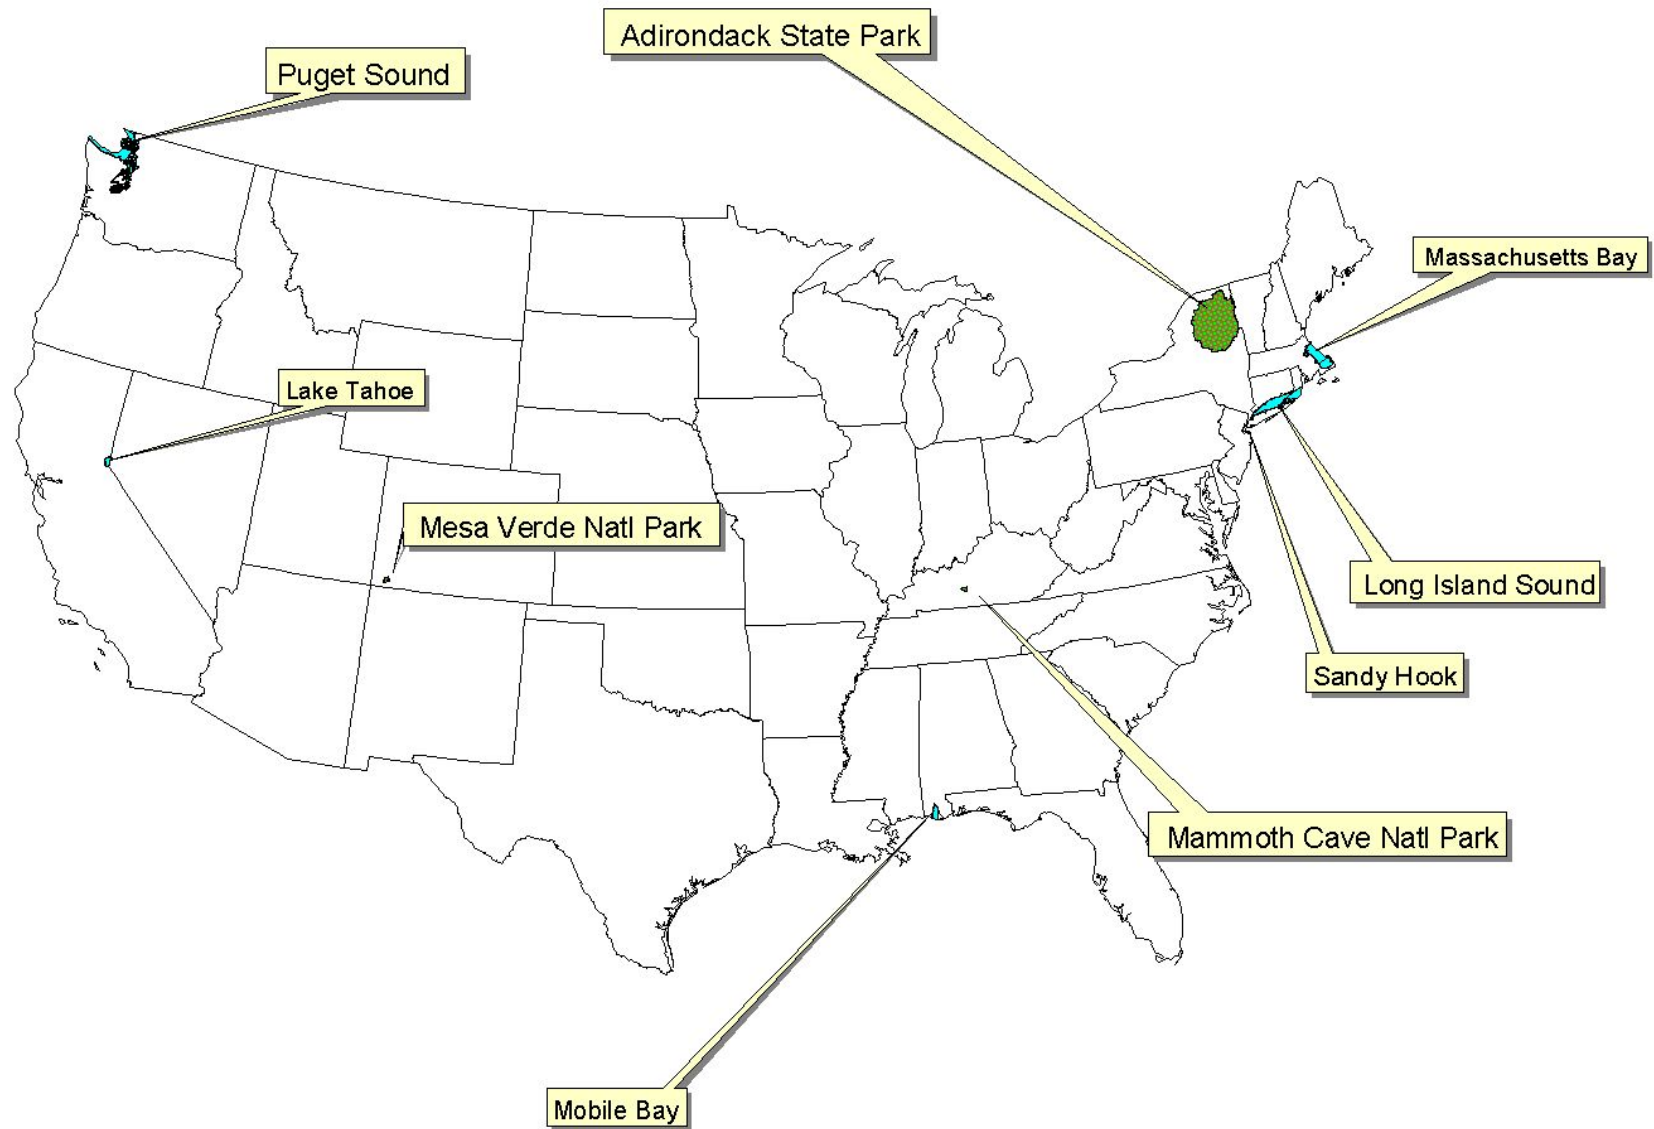 Adirondack State Park
Puget Sound
Massachusetts Bay
Lake Tahoe
Mesa Verde Natl Park
Long Island Sound
Sandy Hook
Mammoth Cave Natl Park
Mobile Bay